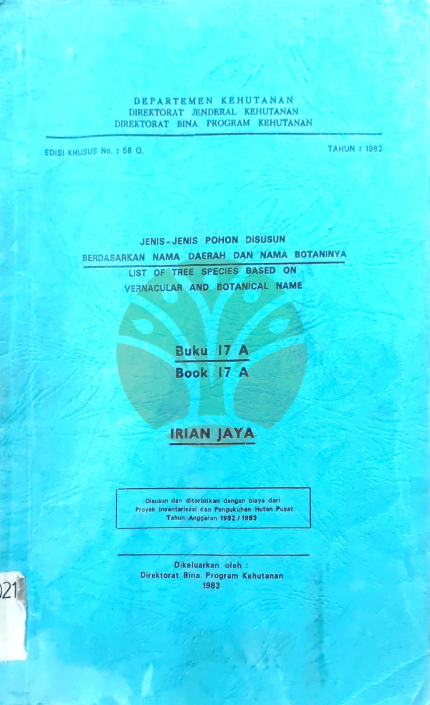 DEPARTEMEN KEHUTANAN
DIREKTORAT JENDERAL KEHUTANAN
DIREKTORAT BINA PROGRAM KEHUTANAN
EDISI KHUSUS No. : 58 Q. TAHUN : 1983
JENIS-JENIS POHON DISUSUN
BERDASARKAN NAMA DAERAH DAN NAMA BOTANINYA
LIST OF TREE SPECIES BASED ON
VERNACULAR AND BOTANICAL NAME
Buku 17 A
Book 17 A
IRIAN JAYA
Disusun dan diterbitkan dengan biaya dari
Proyek Inventarisasi dan Pengukuhan Hutan Pusat
Tahun Anggaran 1982 / 1983
Dikeluarkan oleh :
Direktorat Bina Program Kehutanan
1983
021